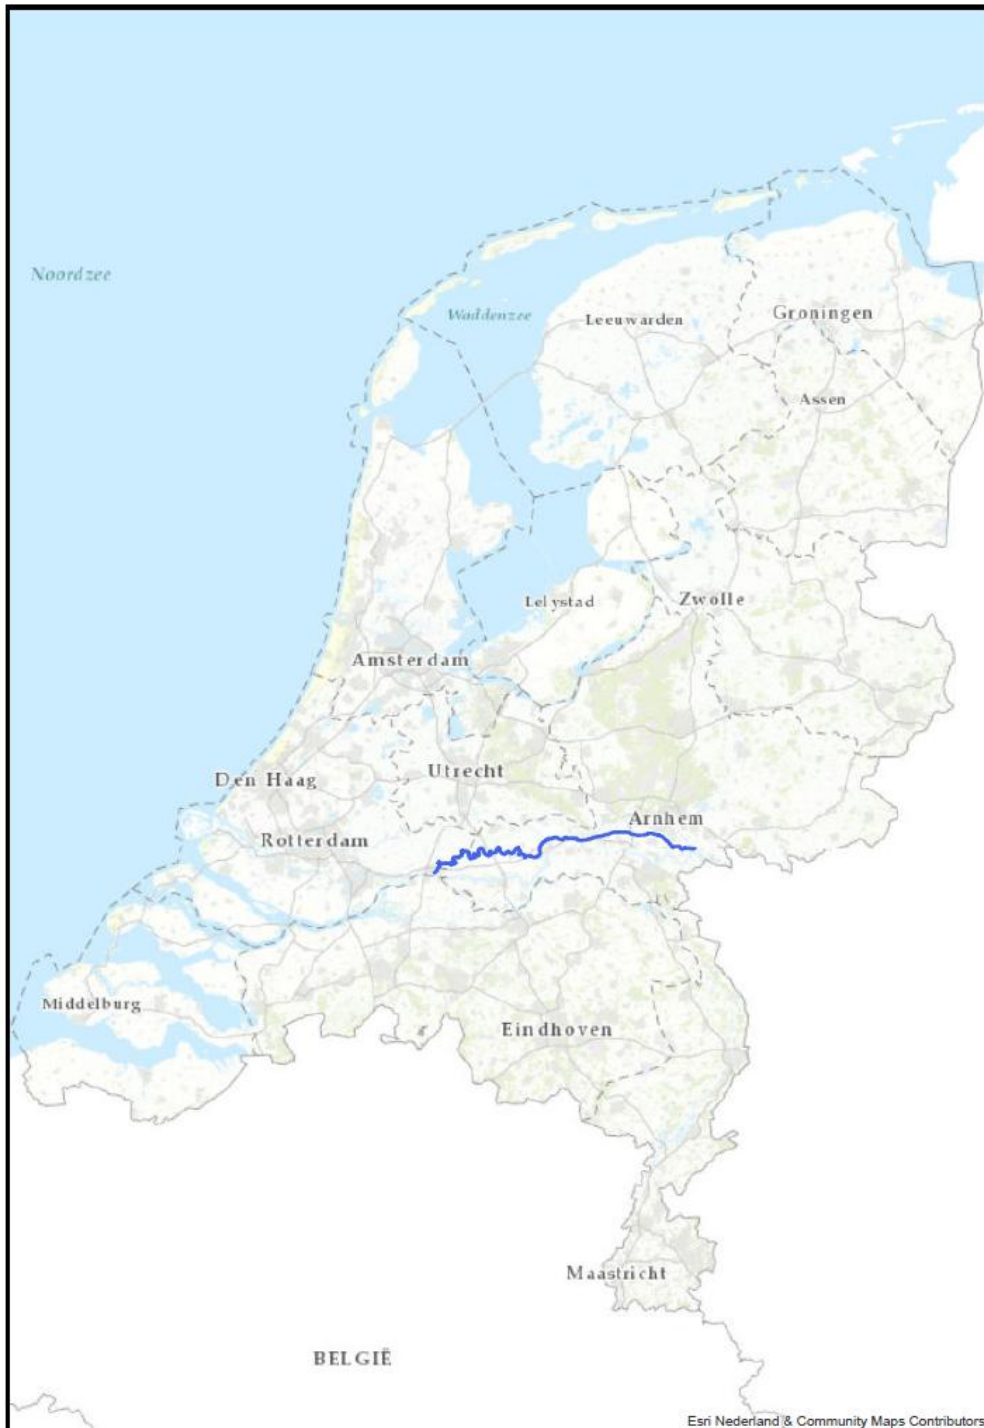 Noordzee
Waddenzee
Leeuwarden
Groningen
Assen
Lelystad
Zwolle
Amsterdam
Den Haag
Utrecht
Rotterdam
Arnhem
Middelburg
Eindhoven
Maastricht
BELGIË
Esri Nederland & Community Maps Contributors